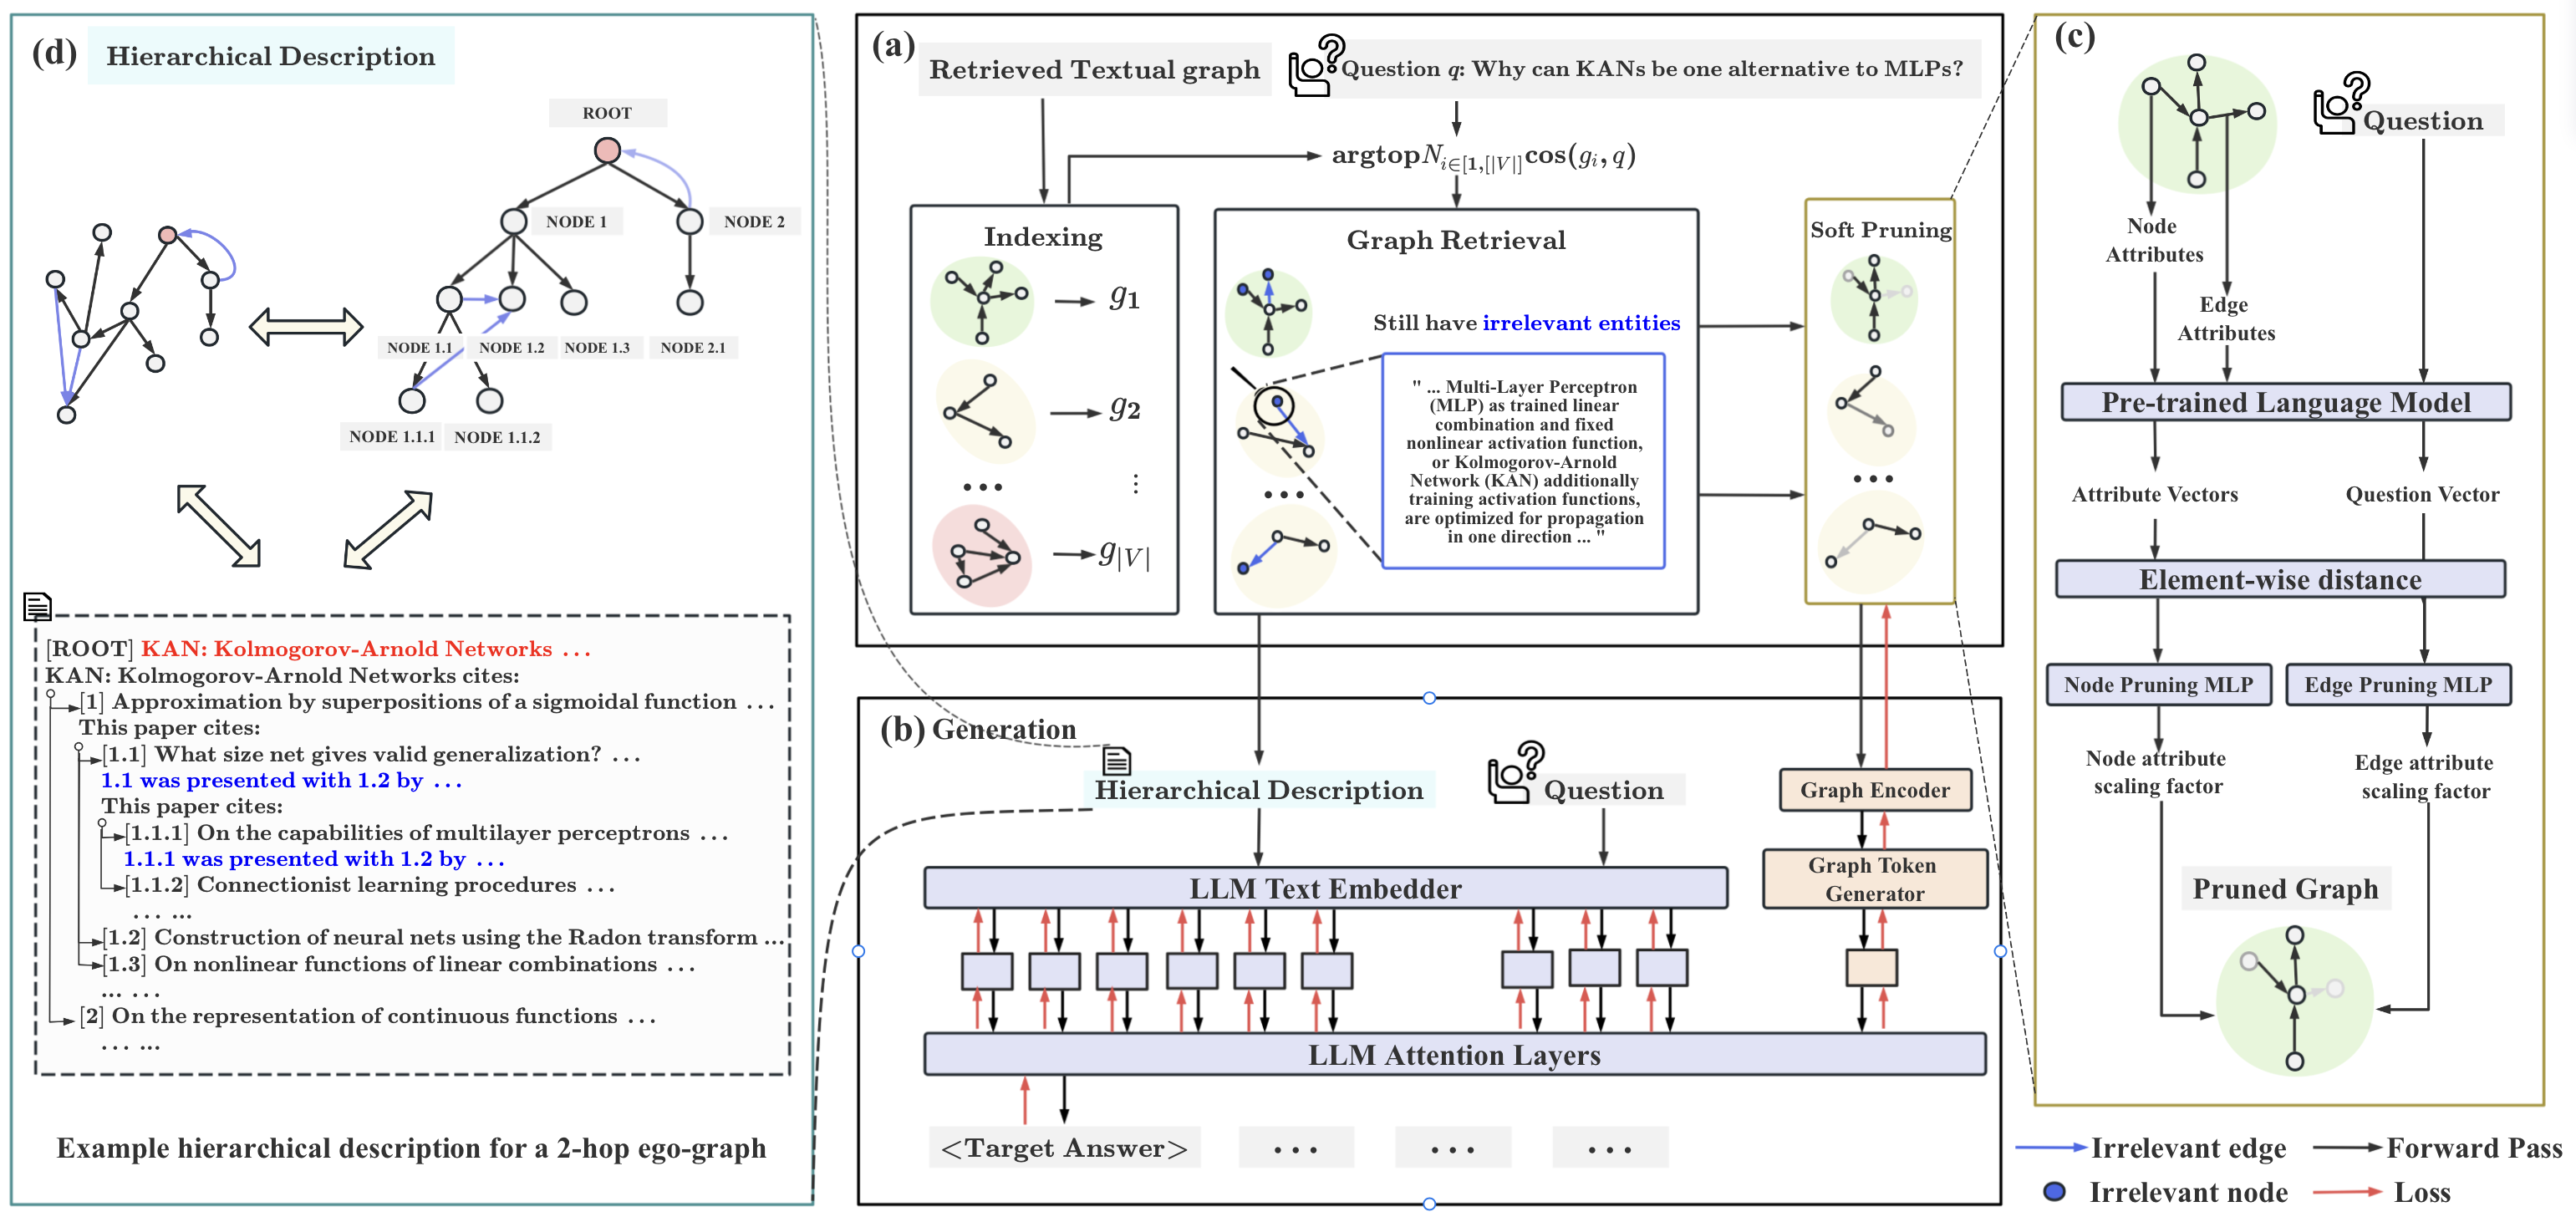 (d) Hierarchical Description
ROOT
NODE 1
NODE 2
NODE 1.1
NODE 1.2
NODE 1.3
NODE 2.1
NODE 1.1.1
NODE 1.1.2
[ROOT] KAN: Kolmogorov-Arnold Networks ...
KAN: Kolmogorov-Arnold Networks cites:
[1] Approximation by superpositions of a sigmoidal function ...
This paper cites:
[1.1] What size net gives valid generalization? ...
1.1 was presented with 1.2 by ...
This paper cites:
[1.1.1] On the capabilities of multilayer perceptrons ...
1.1.1 was presented with 1.2 by ...
[1.1.2] Connectionist learning procedures ...
... ...
[1.2] Construction of neural nets using the Radon transform ...
[1.3] On nonlinear functions of linear combinations ...
... ...
[2] On the representation of continuous functions ...
... ...
Example hierarchical description for a 2-hop ego-graph
(a)
Retrieved Textual graph
Question q: Why can KANs be one alternative to MLPs?
argtopN_{i∈[1,[|V|]}cos(g_i, q)
Indexing
g_1
g_2
...
⋮
g_{|V|}
Graph Retrieval
Still have irrelevant entities
" ... Multi-Layer Perceptron
(MLP) as trained linear
combination and fixed
nonlinear activation function,
or Kolmogorov-Arnold
Network (KAN) additionally
training activation functions,
are optimized for propagation
in one direction ... "
...
Soft Pruning
...
(b) Generation
Hierarchical Description
Question
Graph Encoder
Graph Token
Generator
LLM Text Embedder
LLM Attention Layers
<Target Answer>
...
...
...
(c)
Question
Node
Attributes
Edge
Attributes
Pre-trained Language Model
Attribute Vectors
Question Vector
Element-wise distance
Node Pruning MLP
Edge Pruning MLP
Node attribute
scaling factor
Edge attribute
scaling factor
Pruned Graph
Irrelevant edge
Forward Pass
Irrelevant node
Loss